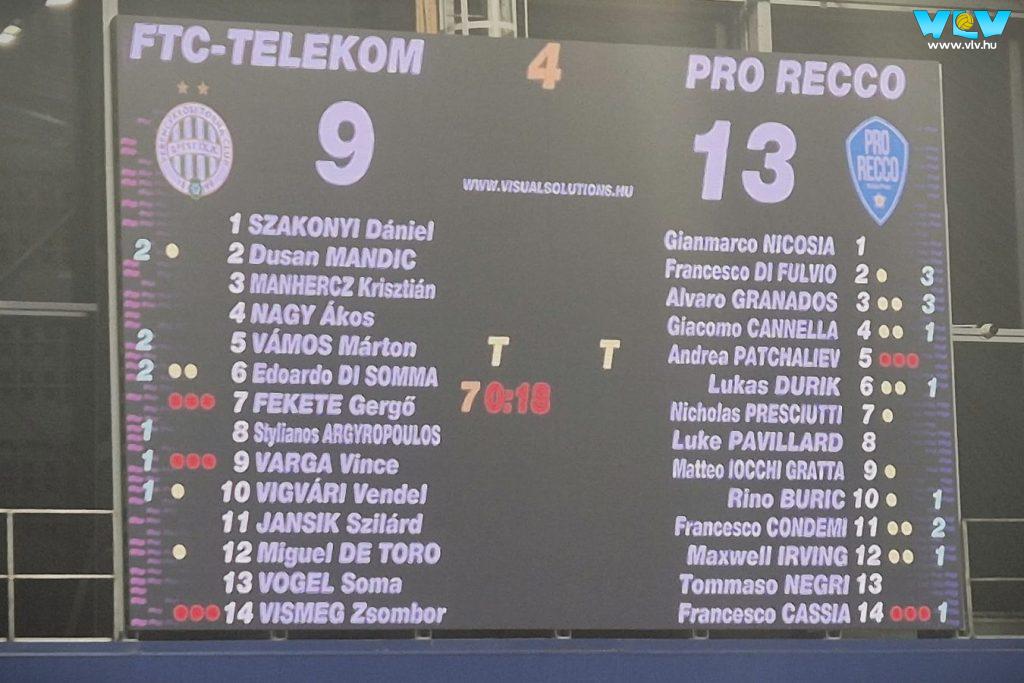 VLV
www.vlv.hu
FTC-TELEKOM 4 PRO RECCO
9 13
PRO RECCO
WWW.VISUALSOLUTIONS.HU
1 SZAKONYI Dániel
2 2 Dusan MANDIC
3 MANHERCZ Krisztián
4 NAGY Ákos
2 5 VÁMOS Márton
2 6 Edoardo DI SOMMA
7 FEKETE Gergő
1 8 Stylianos ARGYROPOULOS
1 9 VARGA Vince
1 10 VIGVÁRI Vendel
11 JANSIK Szilárd
12 Miguel DE TORO
13 VOGEL Soma
14 VISMEG Zsombor
T T
7 0:18
Gianmarco NICOSIA 1
Francesco DI FULVIO 2 3
Alvaro GRANADOS 3 3
Giacomo CANNELLA 4 1
Andrea PATCHALIEV 5
Lukas DURIK 6 1
Nicholas PRESCIUTTI 7
Luke PAVILLARD 8
Matteo IOCCHI GRATTA 9
Rino BURIC 10 1
Francesco CONDEMI 11 2
Maxwell IRVING 12 1
Tommaso NEGRI 13
Francesco CASSIA 14 1